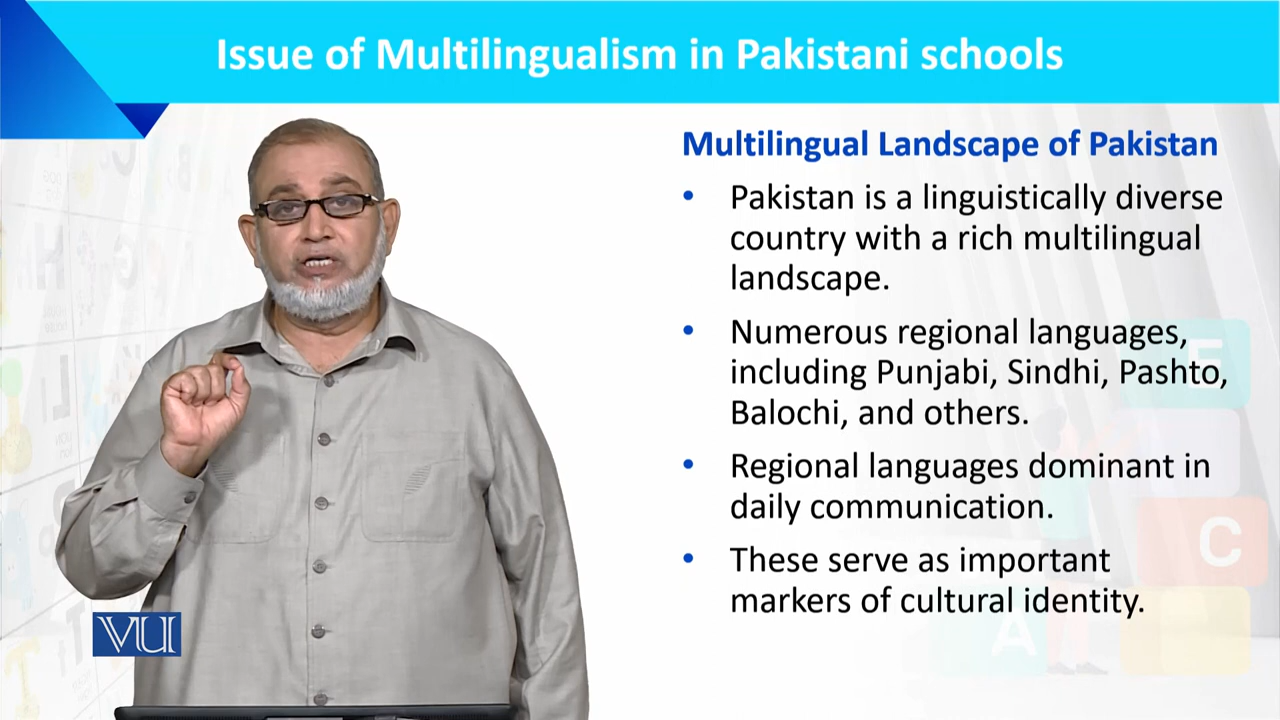 Issue of Multilingualism in Pakistani schools
Multilingual Landscape of Pakistan
• Pakistan is a linguistically diverse
country with a rich multilingual
landscape.
• Numerous regional languages,
including Punjabi, Sindhi, Pashto,
Balochi, and others.
• Regional languages dominant in
daily communication.
• These serve as important
markers of cultural identity.
VU
E
C
A